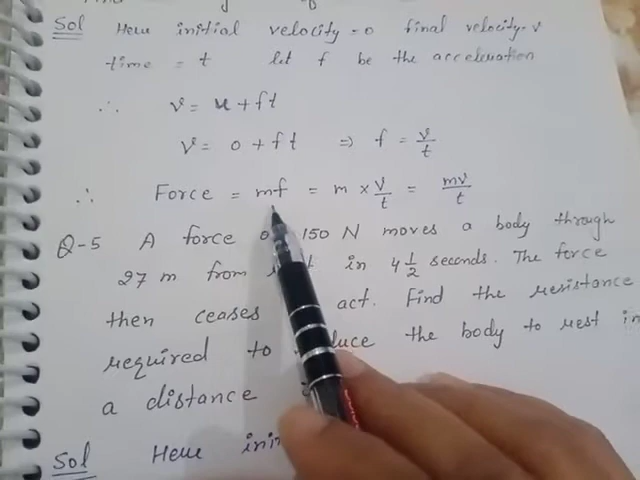 Sol Here initial velocity = 0 final velocity = v
time = t let f be the acceleration
∴ v = u + ft
v = 0 + ft ⇒ f = v/t
∴ Force = mf = m × v/t = mv/t
Q-5 A force 150 N moves a body through
27 m from in 4 1/2 seconds. The force
then ceases act. Find the resistance
required to the body to rest in
a distance
Sol Here